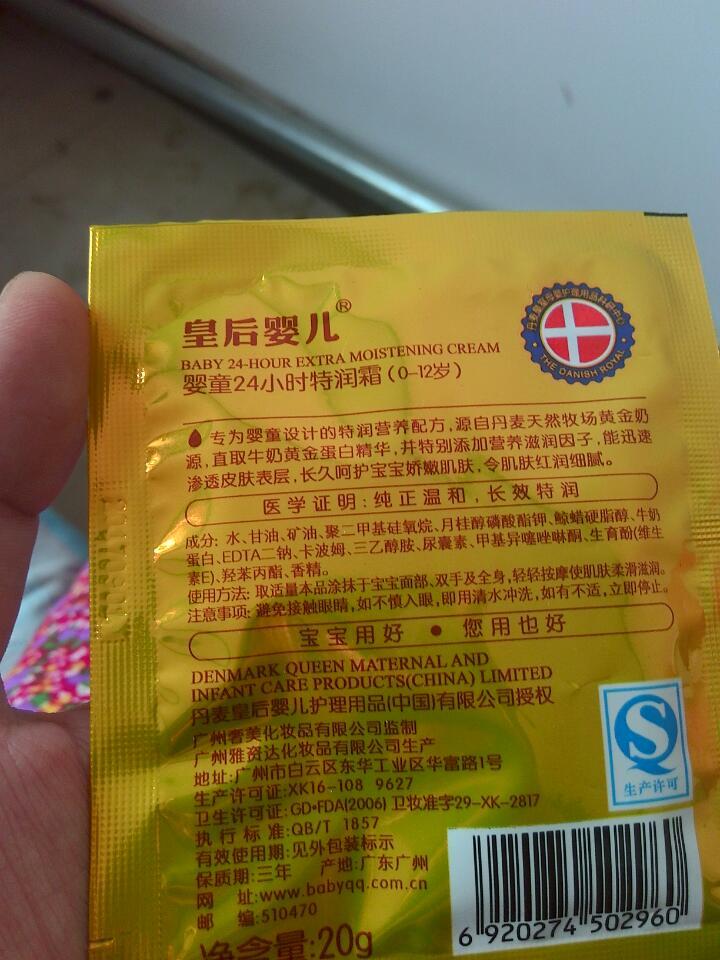 皇后婴儿®
BABY 24-HOUR EXTRA MOISTENING CREAM
婴童24小时特润霜(0-12岁)
THE DANISH ROYAL
专为婴童设计的特润营养配方,源自丹麦天然牧场黄金奶
源,直取牛奶黄金蛋白精华,并特别添加营养滋润因子,能迅速
渗透皮肤表层,长久呵护宝宝娇嫩肌肤,令肌肤红润细腻。
医学证明:纯正温和,长效特润
成分: 水、甘油、矿油、聚二甲基硅氧烷、月桂醇磷酸酯钾、鲸蜡硬脂醇、牛奶
蛋白、EDTA二钠、卡波姆、三乙醇胺、尿囊素、甲基异噻唑啉酮、生育酚(维生
素E)、羟苯丙酯、香精。
使用方法: 取适量本品涂抹于宝宝面部、双手及全身,轻轻按摩使肌肤柔滑滋润。
注意事项: 避免接触眼睛,如不慎入眼,即用清水冲洗,如有不适,立即停止。
宝宝用好 • 您用也好
DENMARK QUEEN MATERNAL AND
INFANT CARE PRODUCTS(CHINA) LIMITED
丹麦皇后婴儿护理用品(中国)有限公司授权
广州奢美化妆品有限公司监制
广州雅资达化妆品有限公司生产
地址:广州市白云区东华工业区华富路1号
生产许可证:XK16-108 9627
卫生许可证:GD·FDA(2006) 卫妆准字29-XK-2817
执行标准:QB/T 1857
有效使用期:见外包装标示
保质期:三年 产地:广东广州
网 址:www.babyqq.com.cn
邮 编:510470
净含量:20g
生产许可
6 920274 502960